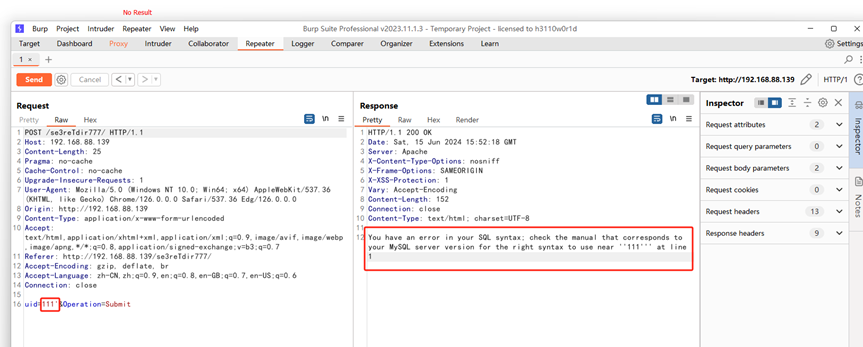 No Result
Burp Project Intruder Repeater View Help
Burp Suite Professional v2023.11.1.3 - Temporary Project - licensed to h3110w0r1d
Target Dashboard Proxy Intruder Collaborator Repeater Logger Comparer Organizer Extensions Learn
Settings
1 × +
Send Cancel < >
Target: http://192.168.88.139 HTTP/1
Request
Pretty Raw Hex
\n
1 POST /se3reTdir777/ HTTP/1.1
2 Host: 192.168.88.139
3 Content-Length: 25
4 Pragma: no-cache
5 Cache-Control: no-cache
6 Upgrade-Insecure-Requests: 1
7 User-Agent: Mozilla/5.0 (Windows NT 10.0; Win64; x64) AppleWebKit/537.36
(KHTML, like Gecko) Chrome/126.0.0.0 Safari/537.36 Edg/126.0.0.0
8 Origin: http://192.168.88.139
9 Content-Type: application/x-www-form-urlencoded
10 Accept:
text/html,application/xhtml+xml,application/xml;q=0.9,image/avif,image/webp
,image/apng,*/*;q=0.8,application/signed-exchange;v=b3;q=0.7
11 Referer: http://192.168.88.139/se3reTdir777/
12 Accept-Encoding: gzip, deflate, br
13 Accept-Language: zh-CN,zh;q=0.9,en;q=0.8,en-GB;q=0.7,en-US;q=0.6
14 Connection: close
15
16 uid=111'&Operation=Submit
Response
Pretty Raw Hex Render
\n
1 HTTP/1.1 200 OK
2 Date: Sat, 15 Jun 2024 15:52:18 GMT
3 Server: Apache
4 X-Content-Type-Options: nosniff
5 X-Frame-Options: SAMEORIGIN
6 X-XSS-Protection: 1
7 Vary: Accept-Encoding
8 Content-Length: 152
9 Connection: close
10 Content-Type: text/html; charset=UTF-8
11
12 You have an error in your SQL syntax; check the manual that corresponds to
your MySQL server version for the right syntax to use near ''111''' at line
1
Inspector
Request attributes 2
Request query parameters 0
Request body parameters 2
Request cookies 0
Request headers 13
Response headers 9
Inspector
Notes